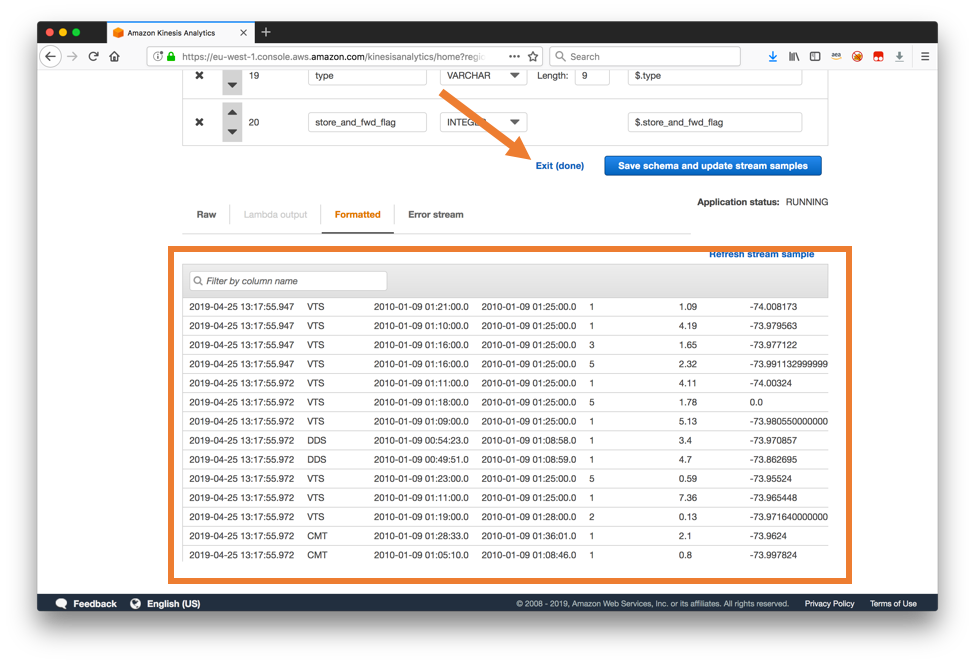 Amazon Kinesis Analytics
https://eu-west-1.console.aws.amazon.com/kinesisanalytics/home?regi
Search
19 type VARCHAR Length: 9 $.type
20 store_and_fwd_flag INTEGE $.store_and_fwd_flag
Exit (done) Save schema and update stream samples
Application status: RUNNING
Raw Lambda output Formatted Error stream
Refresh stream sample
Filter by column name
2019-04-25 13:17:55.947 VTS 2010-01-09 01:21:00.0 2010-01-09 01:25:00.0 1 1.09 -74.008173
2019-04-25 13:17:55.947 VTS 2010-01-09 01:10:00.0 2010-01-09 01:25:00.0 1 4.19 -73.979563
2019-04-25 13:17:55.947 VTS 2010-01-09 01:16:00.0 2010-01-09 01:25:00.0 3 1.65 -73.977122
2019-04-25 13:17:55.947 VTS 2010-01-09 01:16:00.0 2010-01-09 01:25:00.0 5 2.32 -73.991132999999
2019-04-25 13:17:55.972 VTS 2010-01-09 01:11:00.0 2010-01-09 01:25:00.0 1 4.11 -74.00324
2019-04-25 13:17:55.972 VTS 2010-01-09 01:18:00.0 2010-01-09 01:25:00.0 5 1.78 0.0
2019-04-25 13:17:55.972 VTS 2010-01-09 01:09:00.0 2010-01-09 01:25:00.0 1 5.13 -73.980550000000
2019-04-25 13:17:55.972 DDS 2010-01-09 00:54:23.0 2010-01-09 01:08:58.0 1 3.4 -73.970857
2019-04-25 13:17:55.972 DDS 2010-01-09 00:49:51.0 2010-01-09 01:08:59.0 1 4.7 -73.862695
2019-04-25 13:17:55.972 VTS 2010-01-09 01:23:00.0 2010-01-09 01:25:00.0 5 0.59 -73.95524
2019-04-25 13:17:55.972 VTS 2010-01-09 01:11:00.0 2010-01-09 01:25:00.0 1 7.36 -73.965448
2019-04-25 13:17:55.972 VTS 2010-01-09 01:19:00.0 2010-01-09 01:28:00.0 2 0.13 -73.971640000000
2019-04-25 13:17:55.972 CMT 2010-01-09 01:28:33.0 2010-01-09 01:36:01.0 1 2.1 -73.9624
2019-04-25 13:17:55.972 CMT 2010-01-09 01:05:10.0 2010-01-09 01:08:46.0 1 0.8 -73.997824
Feedback English (US) © 2008 - 2019, Amazon Web Services, Inc. or its affiliates. All rights reserved. Privacy Policy Terms of Use